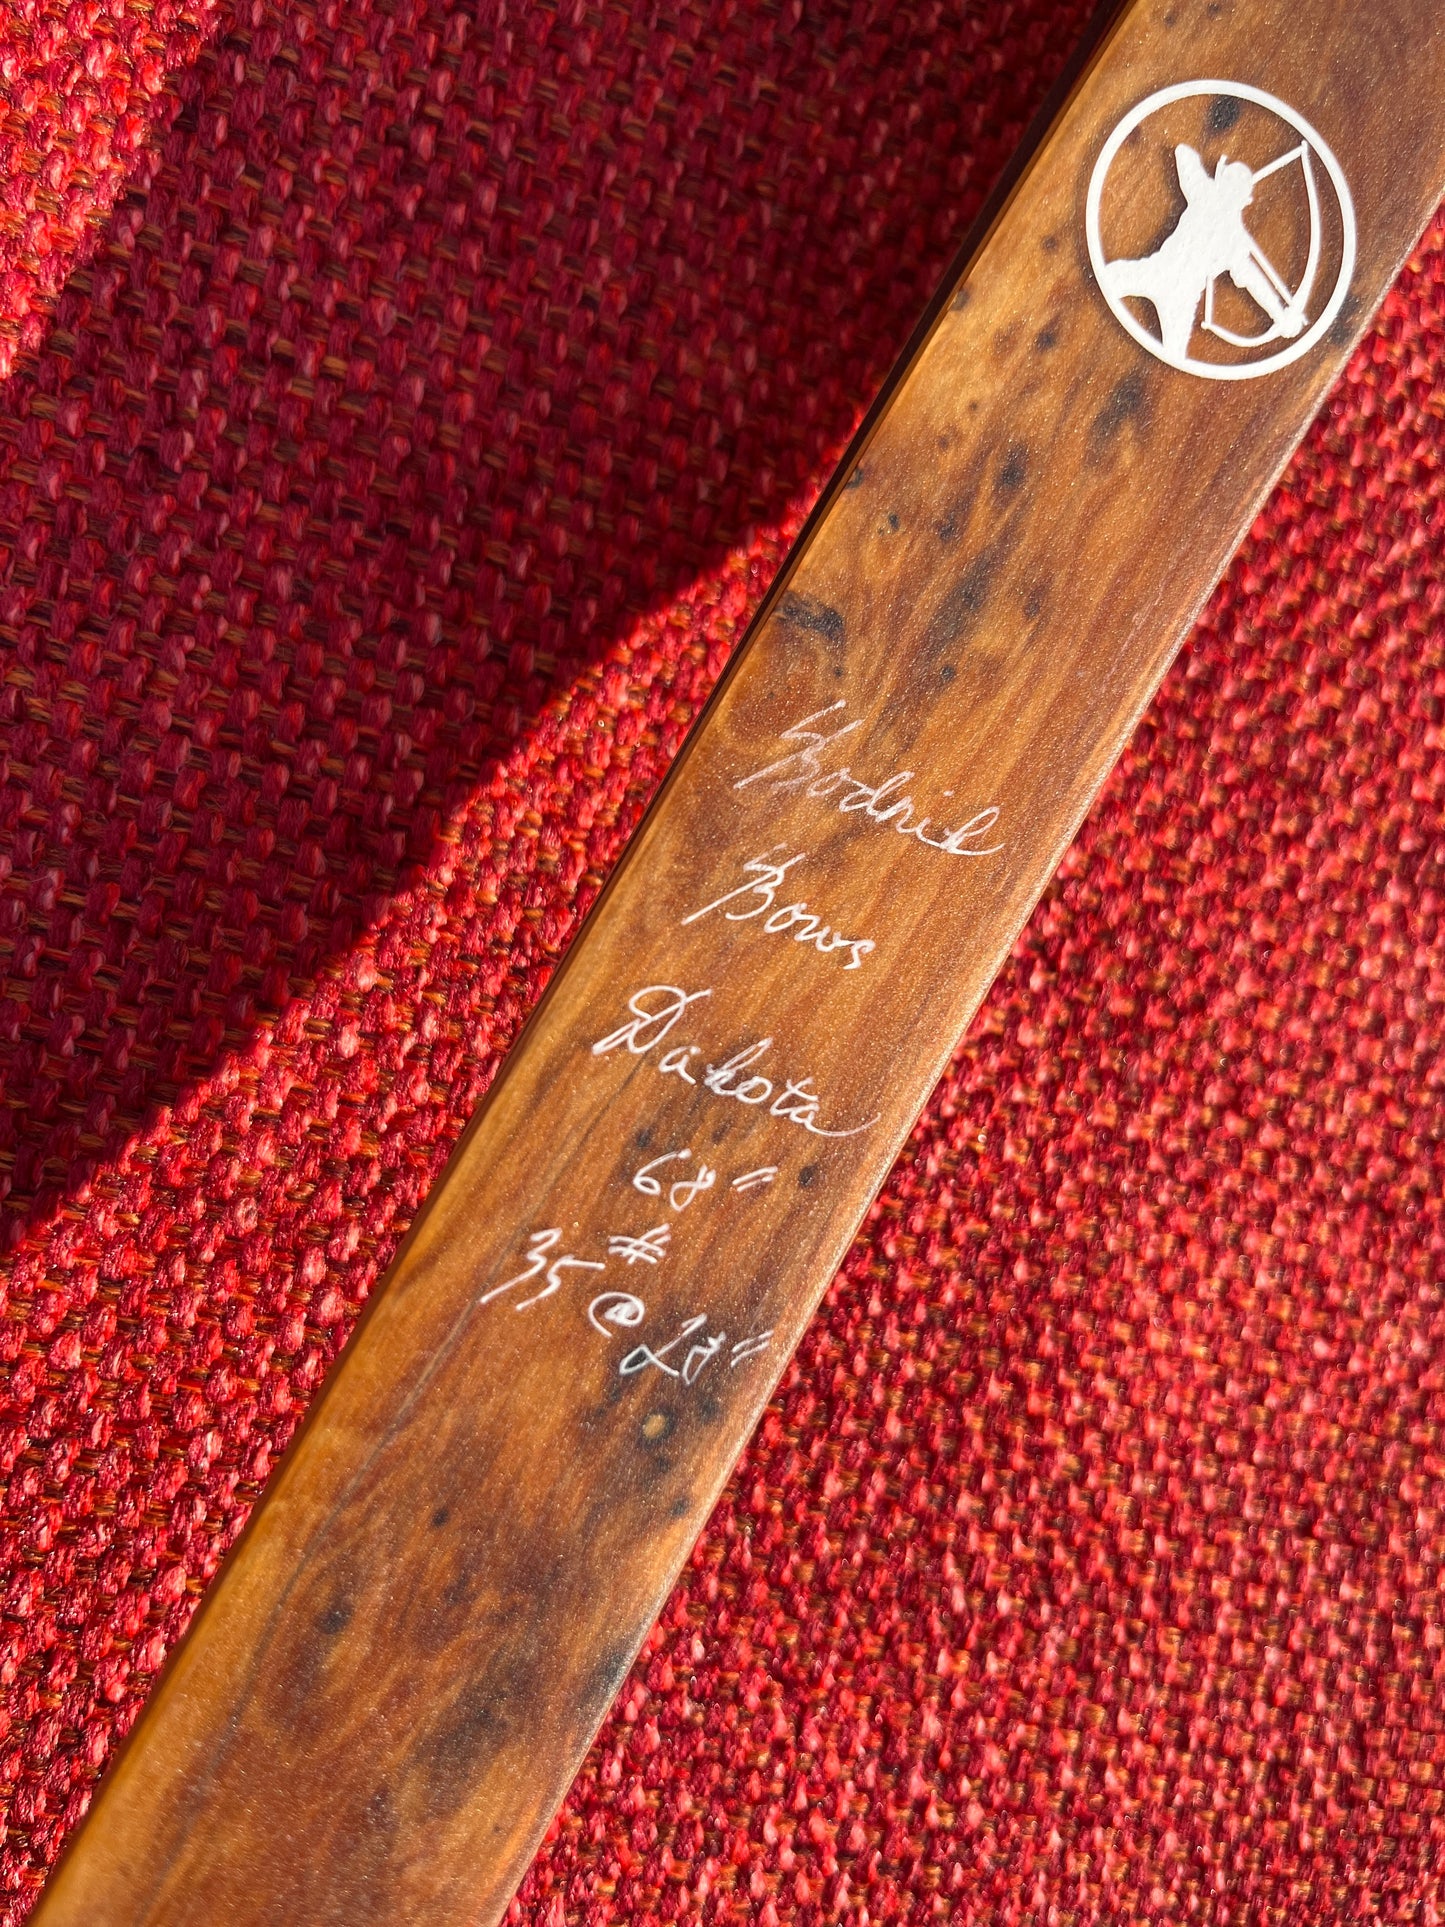 Bodnik
Bows
Dakota
68"
35# @ 28"